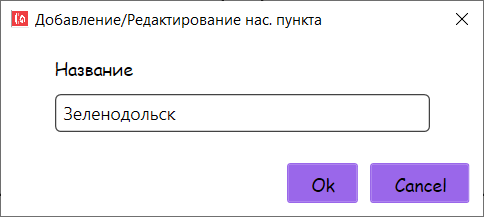 Добавление/Редактирование нас. пункта
Название
Зеленодольск
Ok
Cancel